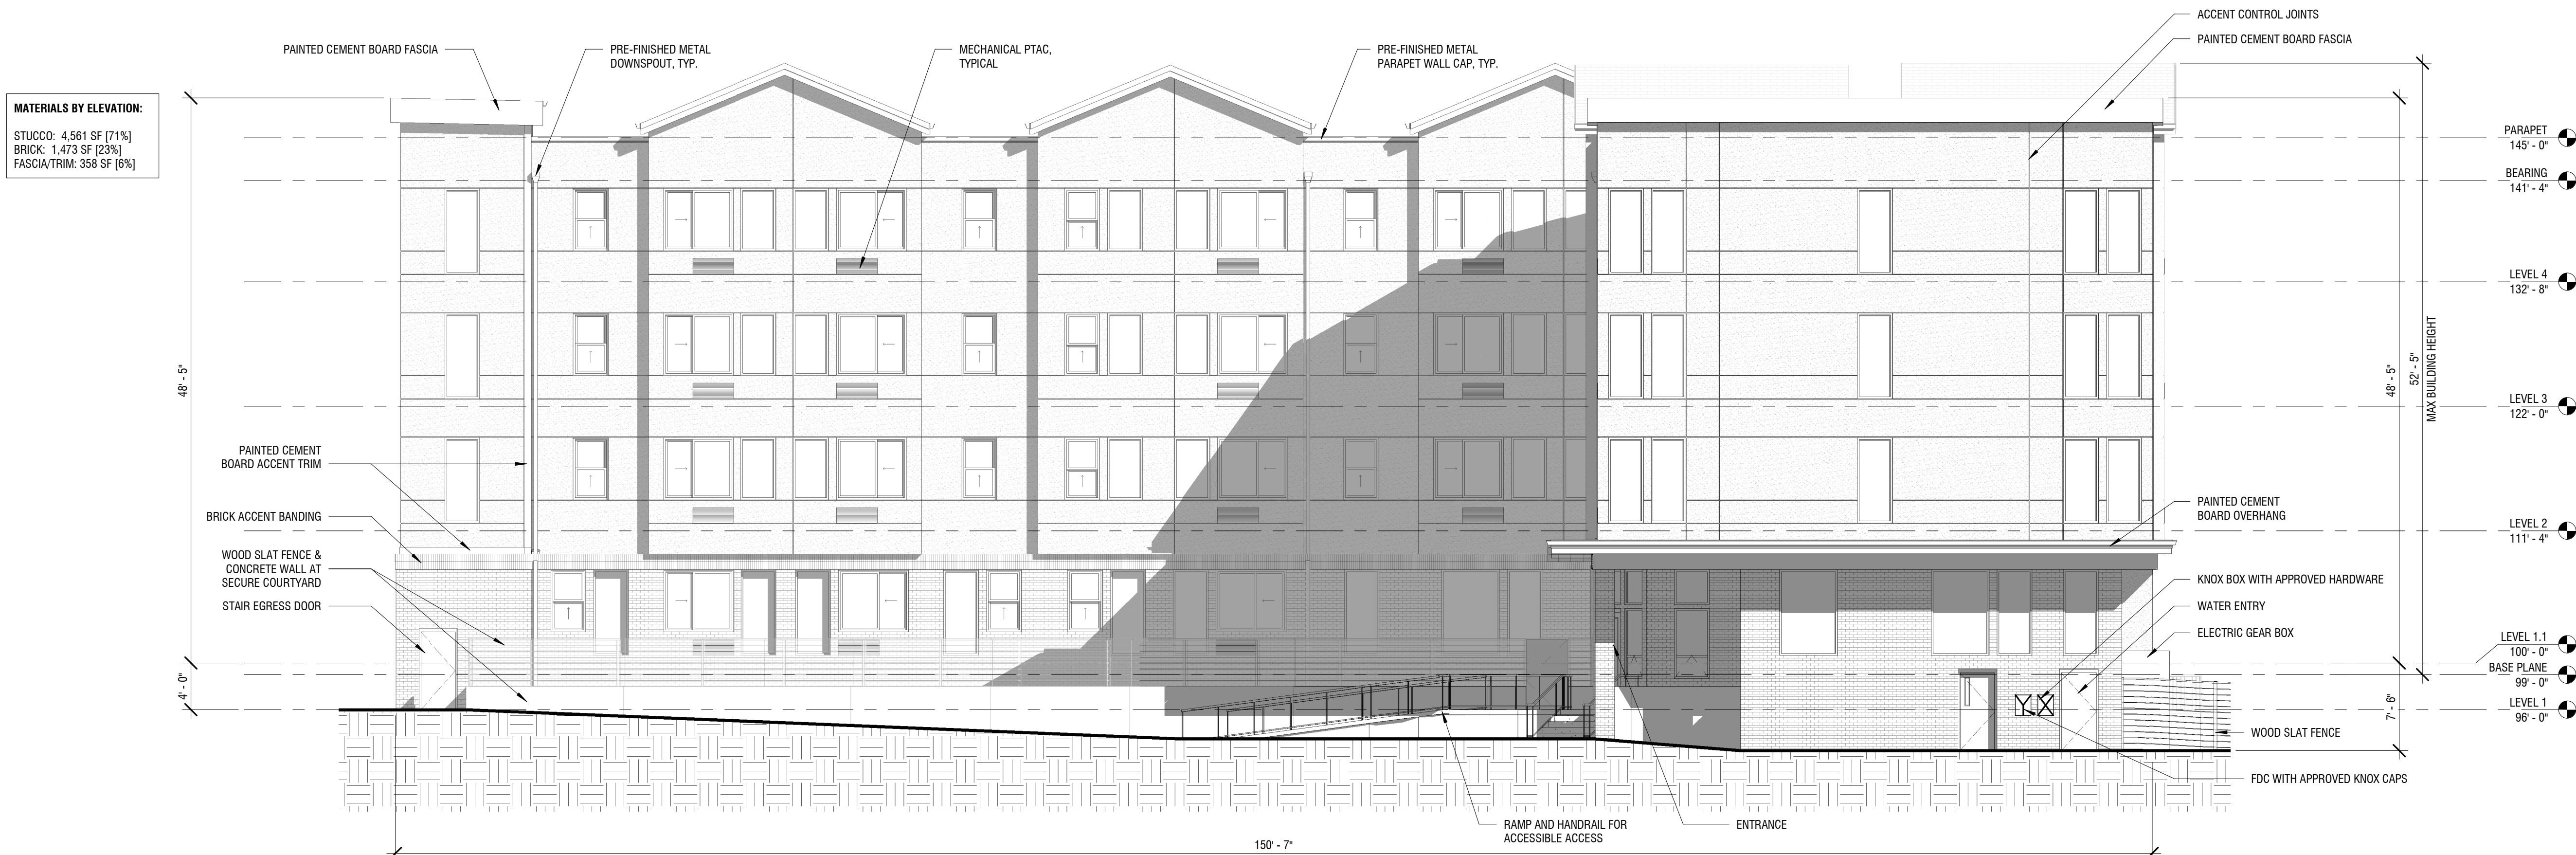 ACCENT CONTROL JOINTS
PAINTED CEMENT BOARD FASCIA
PAINTED CEMENT BOARD FASCIA
PRE-FINISHED METAL
DOWNSPOUT, TYP.
MECHANICAL PTAC,
TYPICAL
PRE-FINISHED METAL
PARAPET WALL CAP, TYP.
MATERIALS BY ELEVATION:
STUCCO: 4,561 SF [71%]
BRICK: 1,473 SF [23%]
FASCIA/TRIM: 358 SF [6%]
PARAPET
145' - 0"
BEARING
141' - 4"
LEVEL 4
132' - 8"
48' - 5"
48' - 5"
52' - 5"
MAX BUILDING HEIGHT
LEVEL 3
122' - 0"
PAINTED CEMENT
BOARD ACCENT TRIM
BRICK ACCENT BANDING
WOOD SLAT FENCE &
CONCRETE WALL AT
SECURE COURTYARD
STAIR EGRESS DOOR
PAINTED CEMENT
BOARD OVERHANG
LEVEL 2
111' - 4"
KNOX BOX WITH APPROVED HARDWARE
WATER ENTRY
ELECTRIC GEAR BOX
LEVEL 1.1
100' - 0"
BASE PLANE
99' - 0"
4' - 0"
7' - 6"
LEVEL 1
96' - 0"
Y X
WOOD SLAT FENCE
FDC WITH APPROVED KNOX CAPS
RAMP AND HANDRAIL FOR
ACCESSIBLE ACCESS
ENTRANCE
150' - 7"